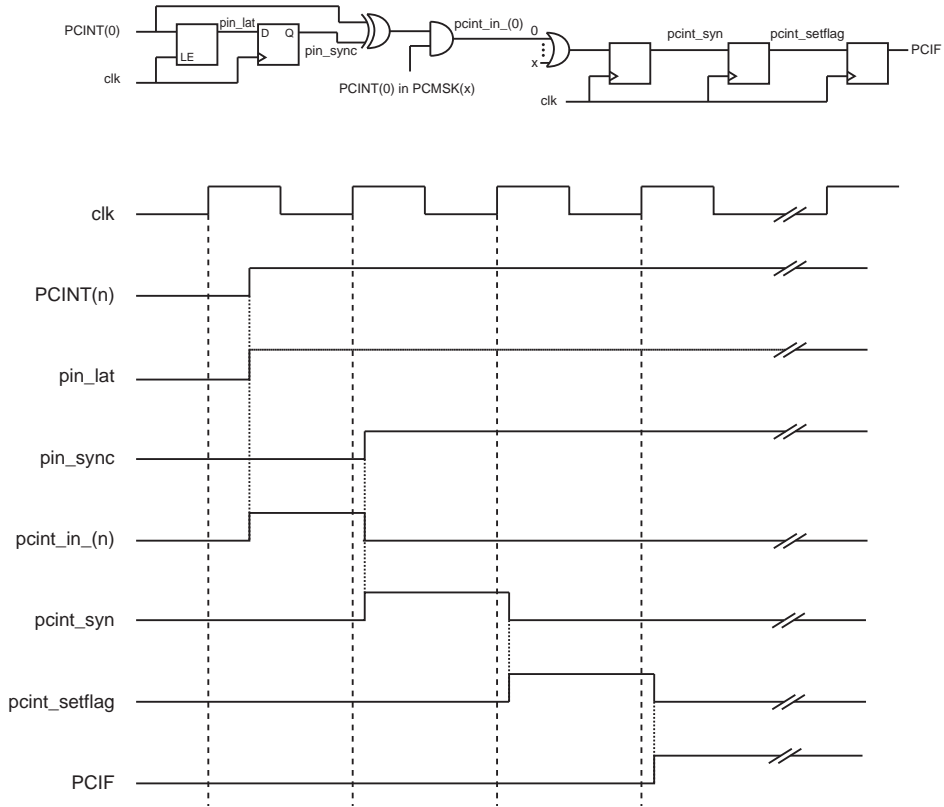 PCINT(0)
pin_lat
D Q
LE
pin_sync
clk
pcint_in_(0)
0
x
PCINT(0) in PCMSK(x)
pcint_syn
pcint_setflag
PCIF
clk
clk
PCINT(n)
pin_lat
pin_sync
pcint_in_(n)
pcint_syn
pcint_setflag
PCIF